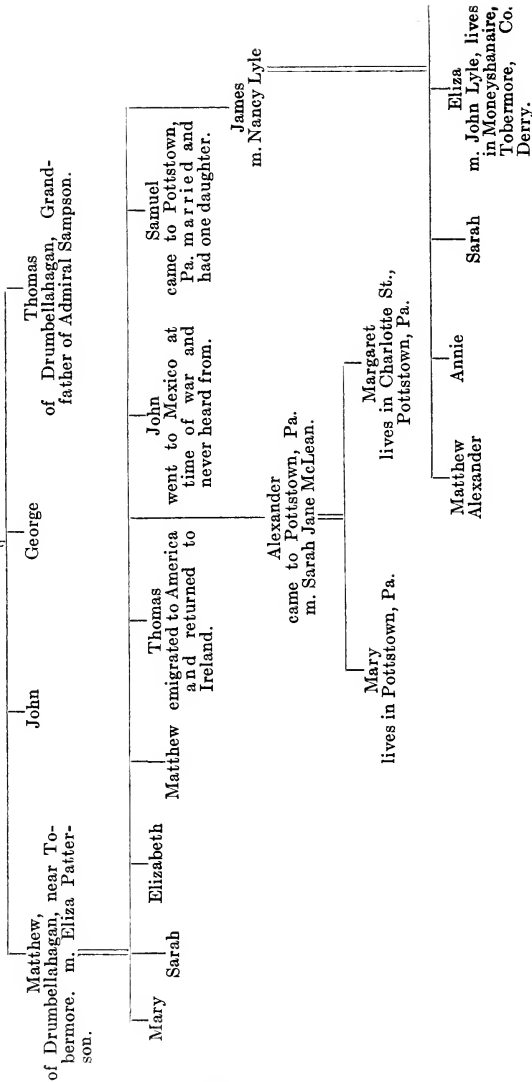 Matthew,
of Drumbellahagan, near To-
bermore. m. Eliza Patter-
son.
John
George
Thomas
of Drumbellahagan, Grand-
father of Admiral Sampson.
Mary
Sarah
Elizabeth
Matthew
Thomas
emigrated to America
and returned to
Ireland.
John
went to Mexico at
time of war and
never heard from.
Samuel
came to Pottstown,
Pa. married and
had one daughter.
James
m. Nancy Lyle
Alexander
came to Pottstown, Pa.
m. Sarah Jane McLean.
Mary
lives in Pottstown, Pa.
Margaret
lives in Charlotte St.,
Pottstown, Pa.
Matthew
Alexander
Annie
Sarah
Eliza
m. John Lyle, lives
in Moneyshanaire,
Tobermore, Co.
Derry.